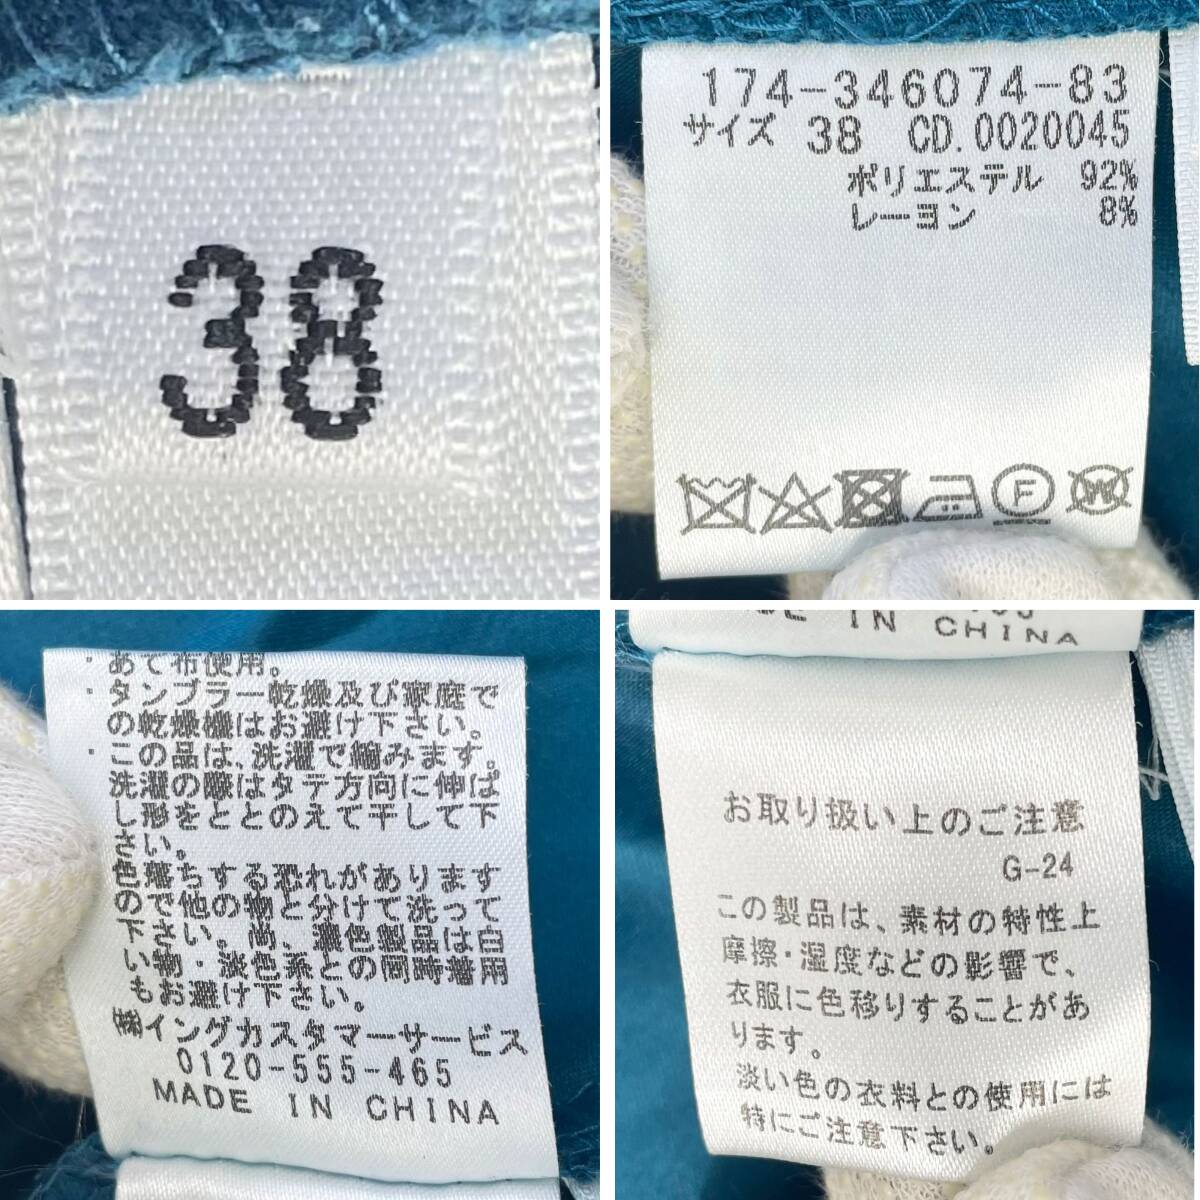 38
174-346074-83
サイズ 38 CD.0020045
ポリエステル 92%
レーヨン 8%
F
W
・あて布使用。
・タンブラー乾燥及び家庭で
の乾燥機はお避け下さい。
・この品は、洗濯で縮みます。
洗濯の際はタテ方向に伸ばし
し形をととのえて干して下
さい。
色落ちする恐れがあります
ので他の物と分けて洗って
下さい。尚、濃色製品は白
い物・淡色系との同時着用
もお避け下さい。
㈱イングカスタマーサービス
0120-555-465
MADE IN CHINA
IN CHINA
お取り扱い上のご注意
G-24
この製品は、素材の特性上
摩擦・湿度などの影響で、
衣服に色移りすることがあ
ります。
淡い色の衣料との使用には
特にご注意下さい。